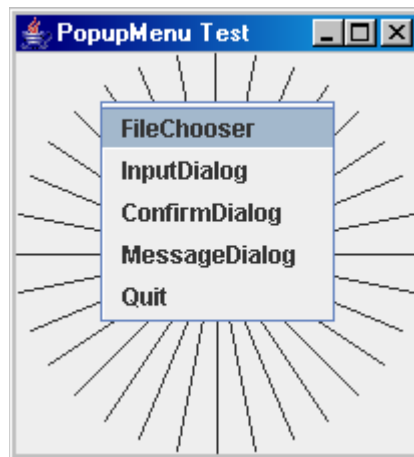 PopupMenu Test
FileChooser
InputDialog
ConfirmDialog
MessageDialog
Quit